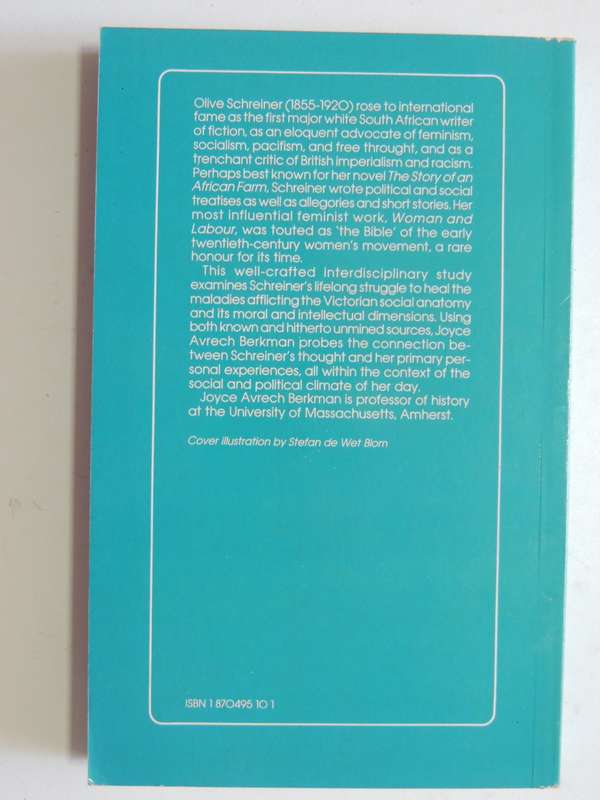 Olive Schreiner (1855-1920) rose to international
fame as the first major white South African writer
of fiction, as an eloquent advocate of feminism,
socialism, pacifism, and free thought, and as a
trenchant critic of British imperialism and racism.
Perhaps best known for her novel The Story of an
African Farm, Schreiner wrote political and social
treatises as well as allegories and short stories. Her
most influential feminist work, Woman and
Labour, was touted as 'the Bible' of the early
twentieth-century women's movement, a rare
honour for its time.
This well-crafted interdisciplinary study
examines Schreiner's lifelong struggle to heal the
maladies afflicting the Victorian social anatomy
and its moral and intellectual dimensions. Using
both known and hitherto unmined sources, Joyce
Avrech Berkman probes the connection be-
tween Schreiner's thought and her primary per-
sonal experiences, all within the context of the
social and political climate of her day.
Joyce Avrech Berkman is professor of history
at the University of Massachusetts, Amherst.
Cover illustration by Stefan de Wet Blom
ISBN 1 870495 10 1